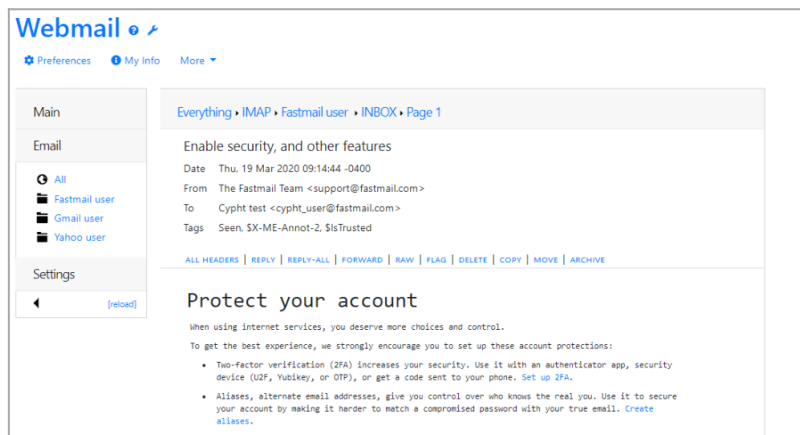 Webmail
Preferences My Info More
Main
Email
All
Fastmail user
Gmail user
Yahoo user
Settings
[reload]
Everything › IMAP › Fastmail user › INBOX › Page 1
Enable security, and other features
Date Thu, 19 Mar 2020 09:14:44 -0400
From The Fastmail Team <support@fastmail.com>
To Cypht test <cypht_user@fastmail.com>
Tags Seen, $X-ME-Annot-2, $IsTrusted
ALL HEADERS | REPLY | REPLY-ALL | FORWARD | RAW | FLAG | DELETE | COPY | MOVE | ARCHIVE
Protect your account
When using internet services, you deserve more choices and control.
To get the best experience, we strongly encourage you to set up these account protections:
• Two-factor verification (2FA) increases your security. Use it with an authenticator app, security
device (U2F, Yubikey, or OTP), or get a code sent to your phone. Set up 2FA.
• Aliases, alternate email addresses, give you control over who knows the real you. Use it to secure
your account by making it harder to match a compromised password with your true email. Create
aliases.